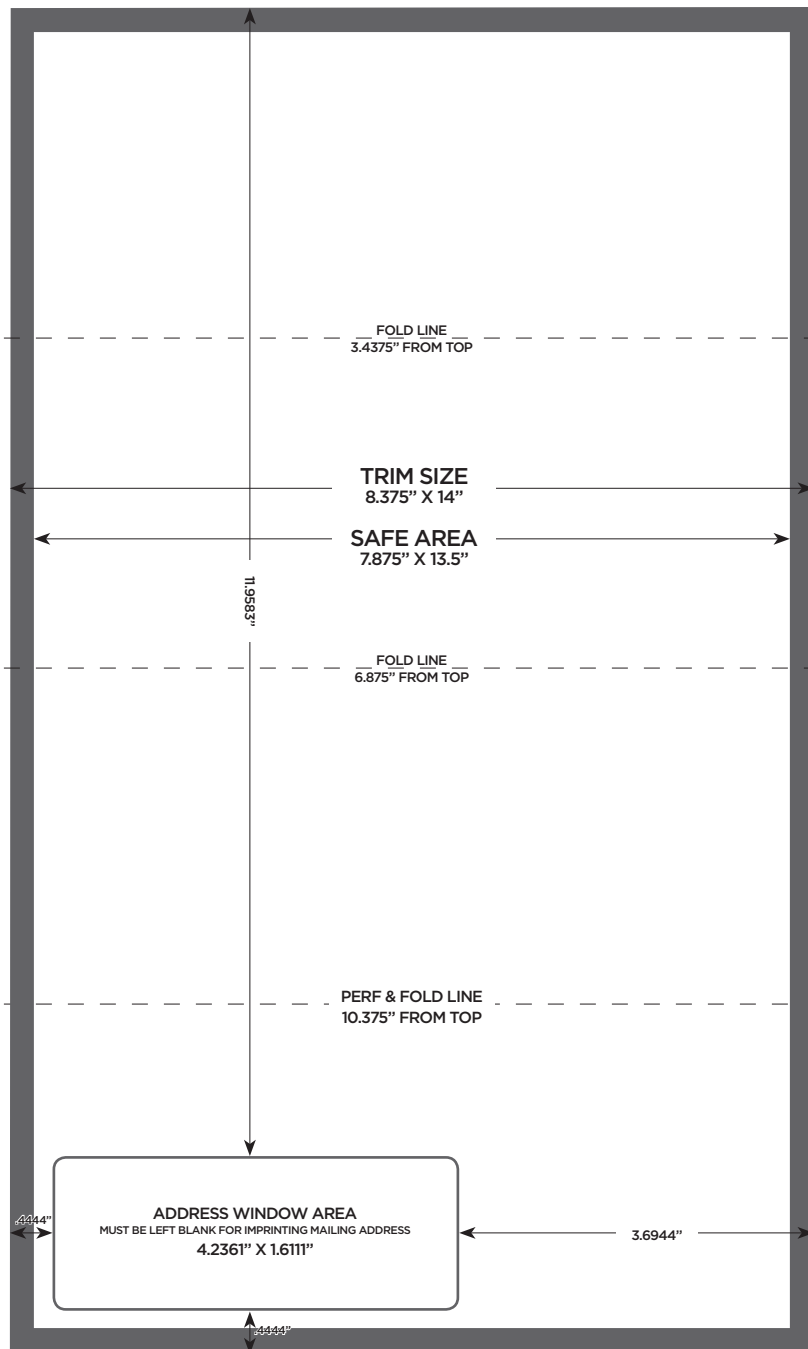 FOLD LINE
3.4375” FROM TOP
TRIM SIZE
8.375” X 14”
SAFE AREA
7.875” X 13.5”
11.9583”
FOLD LINE
6.875” FROM TOP
PERF & FOLD LINE
10.375” FROM TOP
ADDRESS WINDOW AREA
MUST BE LEFT BLANK FOR IMPRINTING MAILING ADDRESS
4.2361” X 1.6111”
.4444”
3.6944”
.4444”